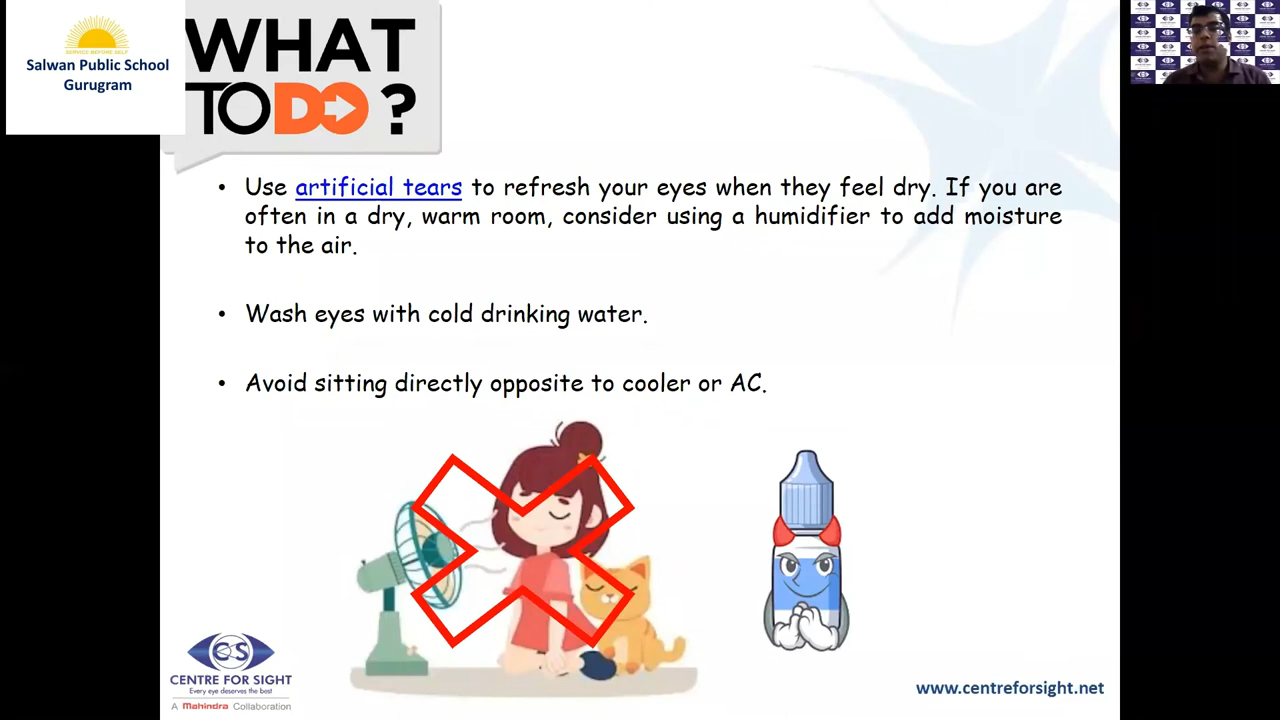 SERVICE BEFORE SELF
Salwan Public School
Gurugram
WHAT
TO DO ?
• Use artificial tears to refresh your eyes when they feel dry. If you are
often in a dry, warm room, consider using a humidifier to add moisture
to the air.
• Wash eyes with cold drinking water.
• Avoid sitting directly opposite to cooler or AC.
CS
CENTRE FOR SIGHT
Every eye deserves the best
A Mahindra Collaboration
www.centreforsight.net